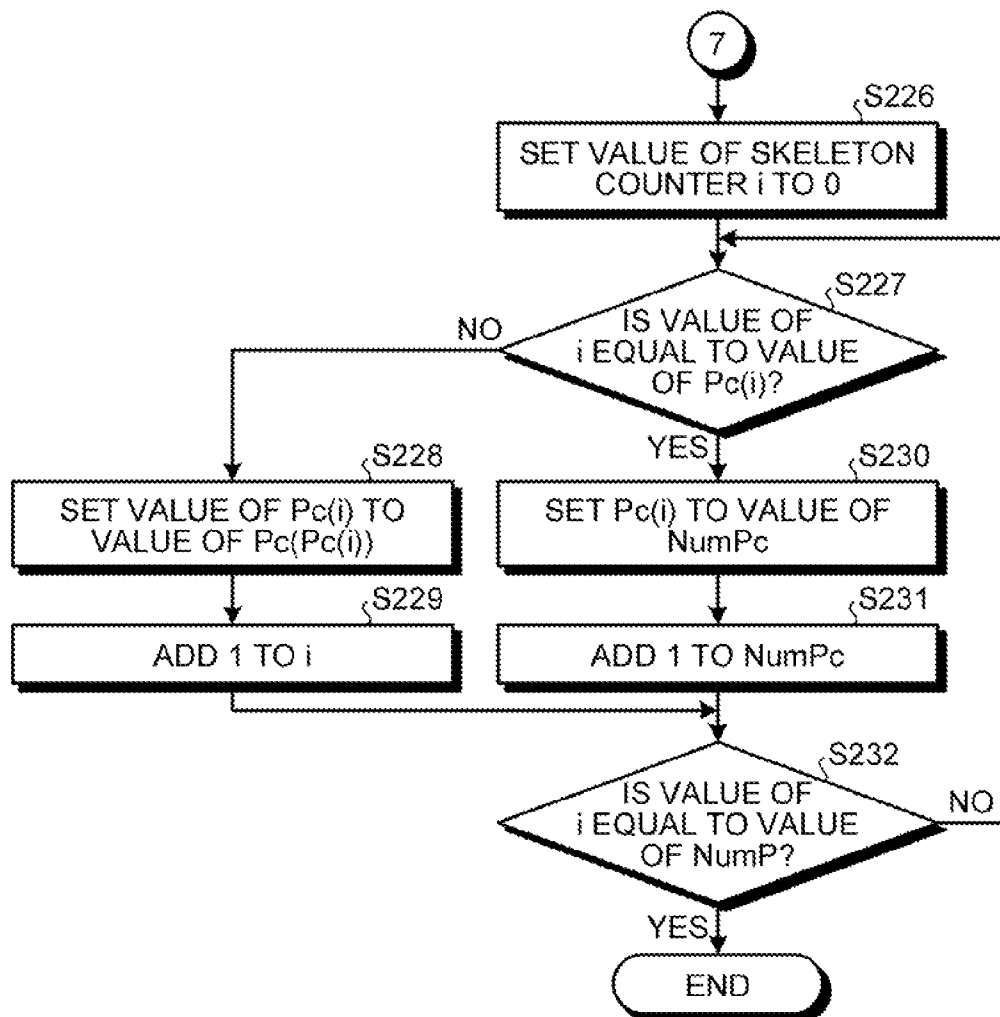 7
S226
SET VALUE OF SKELETON
COUNTER i TO 0
S227
IS VALUE OF
i EQUAL TO VALUE
OF Pc(i)?
NO
YES
S228
SET VALUE OF Pc(i) TO
VALUE OF Pc(Pc(i))
S229
ADD 1 TO i
S230
SET Pc(i) TO VALUE OF
NumPc
S231
ADD 1 TO NumPc
S232
IS VALUE OF
i EQUAL TO VALUE
OF NumP?
NO
YES
END